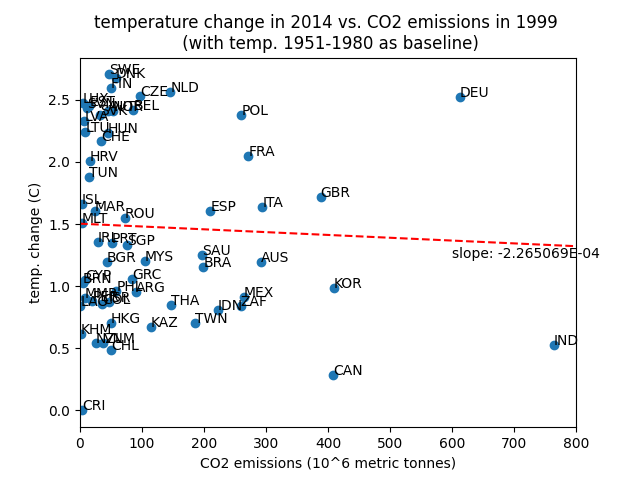 temperature change in 2014 vs. CO2 emissions in 1999
(with temp. 1951-1980 as baseline)
temp. change (C)
2.5
2.0
1.5
1.0
0.5
0.0
SWE
DNK
FIN
CZE
NLD
DEU
BEL
POL
LVA
LTU
HUN
CHE
FRA
HRV
TUN
GBR
ISL
MAR
ESP
ITA
ROU
MLT
IRL
PRT
SGP
slope: -2.265069E-04
SAU
BGR
MYS
BRA
AUS
CYP
BRN
GRC
KOR
PHL
ARG
MEX
THA
IDN
ZAF
HKG
KAZ
TWN
KHM
NZL
VNM
CHL
IND
CAN
CRI
0
100
200
300
400
500
600
700
800
CO2 emissions (10^6 metric tonnes)